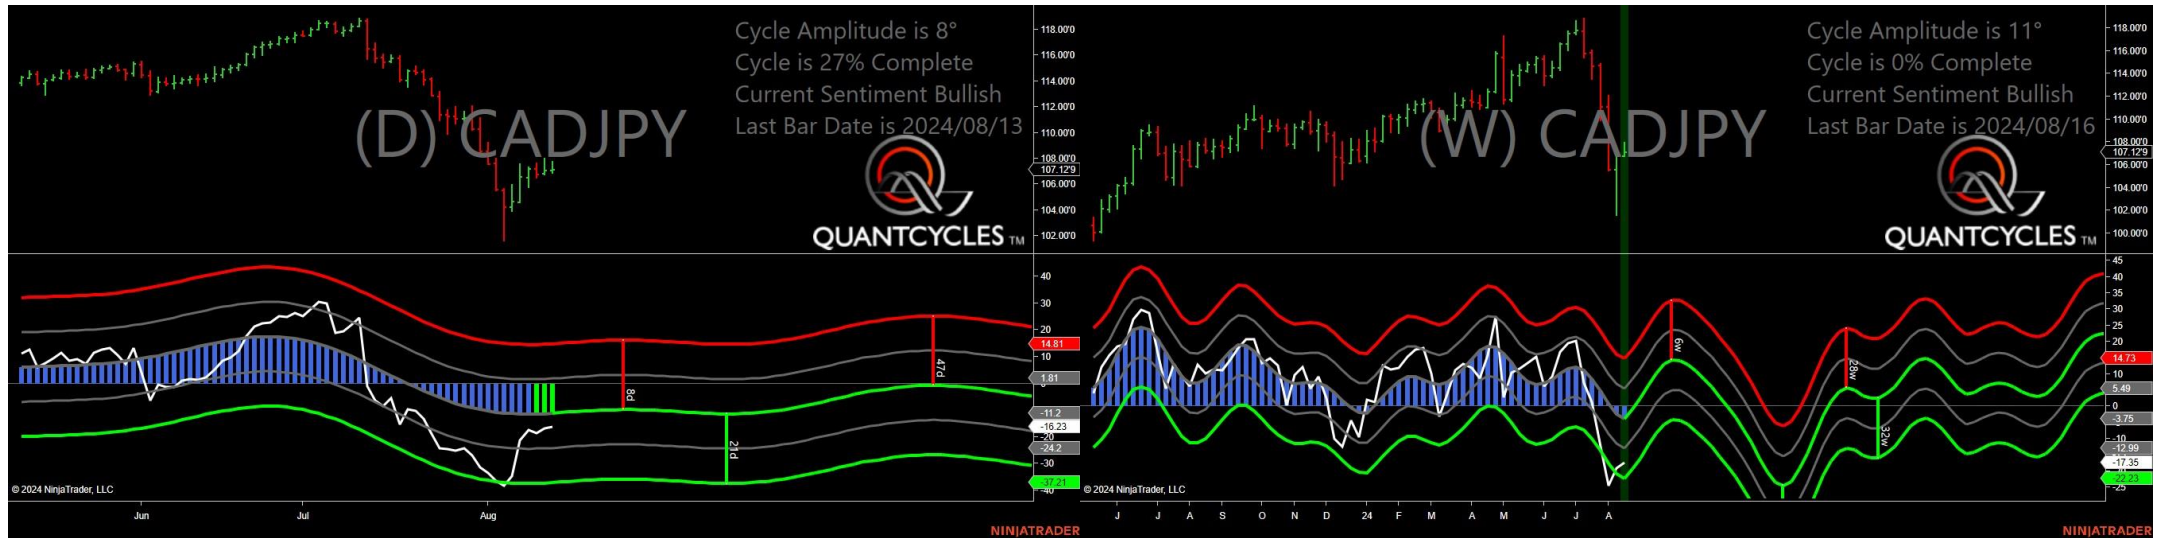 Cycle Amplitude is 8°
Cycle is 27% Complete
Current Sentiment Bullish
Last Bar Date is 2024/08/13
(D) CADJPY
QUANTCYCLES TM
118.00'0
116.00'0
114.00'0
112.00'0
110.00'0
108.00'0
107.12'9
106.00'0
104.00'0
102.00'0
40
30
20
14.81
10
1.81
-11.2
-16.23
-20
-24.2
-30
-37.21
-40
8d
21d
47d
© 2024 NinjaTrader, LLC
Jun
Jul
Aug
NINJATRADER
Cycle Amplitude is 11°
Cycle is 0% Complete
Current Sentiment Bullish
Last Bar Date is 2024/08/16
(W) CADJPY
QUANTCYCLES TM
118.00'0
116.00'0
114.00'0
112.00'0
110.00'0
108.00'0
107.12'9
106.00'0
104.00'0
102.00'0
100.00'0
45
40
35
30
25
20
14.73
10
5.49
0
-3.75
-10
-12.99
-17.35
-22.23
-25
6w
28w
32w
© 2024 NinjaTrader, LLC
J
J
A
S
O
N
D
24
F
M
A
M
J
J
A
NINJATRADER